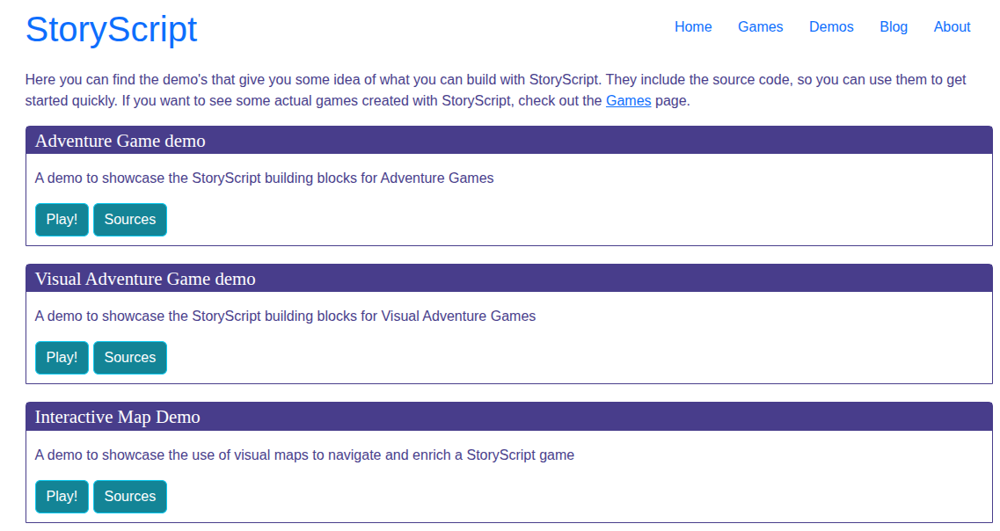 StoryScript
Home Games Demos Blog About
Here you can find the demo's that give you some idea of what you can build with StoryScript. They include the source code, so you can use them to get
started quickly. If you want to see some actual games created with StoryScript, check out the Games page.
Adventure Game demo
A demo to showcase the StoryScript building blocks for Adventure Games
Play! Sources
Visual Adventure Game demo
A demo to showcase the StoryScript building blocks for Visual Adventure Games
Play! Sources
Interactive Map Demo
A demo to showcase the use of visual maps to navigate and enrich a StoryScript game
Play! Sources